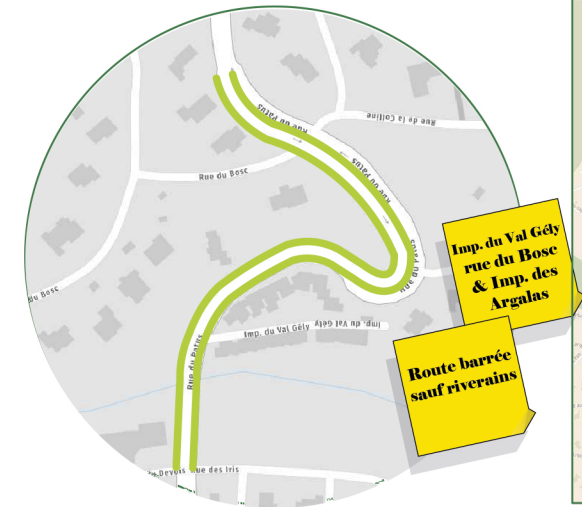 Rue du Patus
Rue de la Colline
Rue du Patus
Rue du Bosc
du Bosc
Rue du Patus
Imp. du Val Gély
Imp. du Val Gély
Rue du Patus
Devois
Rue des Iris
Imp. du Val Gély
rue du Bosc
& Imp. des
Argalas
Route barrée
sauf riverains